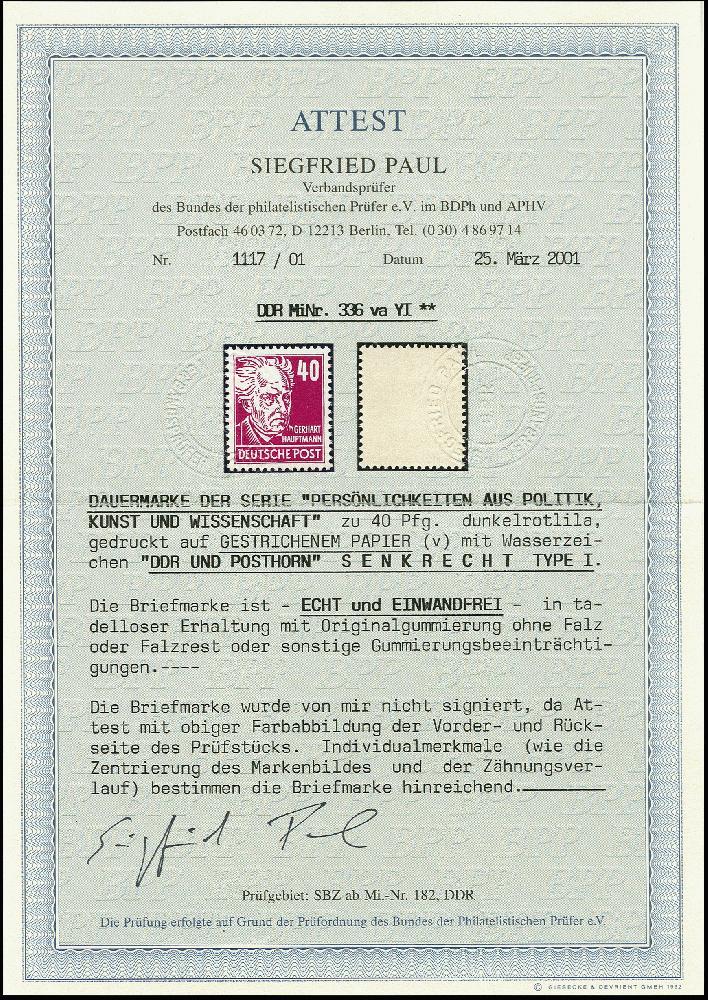 ATTEST
SIEGFRIED PAUL
Verbandsprüfer
des Bundes der philatelistischen Prüfer e.V. im BDPh und APHV
Postfach 46 03 72, D 12213 Berlin, Tel. (0 30) 4 86 97 14
Nr. 1117 / 01 Datum 25. März 2001
DDR MiNr. 336 va YI **
40
GERHART
HAUPTMANN
DEUTSCHE POST
DAUERMARKE DER SERIE "PERSÖNLICHKEITEN AUS POLITIK,
KUNST UND WISSENSCHAFT" zu 40 Pfg. dunkelrotlila,
gedruckt auf GESTRICHENEM PAPIER (v) mit Wasserzei-
chen "DDR UND POSTHORN" S E N K R E C H T TYPE I.
Die Briefmarke ist - ECHT und EINWANDFREI - in ta-
delloser Erhaltung mit Originalgummierung ohne Falz
oder Falzrest oder sonstige Gummierungsbeeinträchti-
gungen.----
Die Briefmarke wurde von mir nicht signiert, da At-
test mit obiger Farbabbildung der Vorder- und Rück-
seite des Prüfstücks. Individualmerkmale (wie die
Zentrierung des Markenbildes und der Zähnungsver-
lauf) bestimmen die Briefmarke hinreichend.
Siegfried Paul
Prüfgebiet: SBZ ab Mi.-Nr. 182, DDR
Die Prüfung erfolgte auf Grund der Prüfordnung des Bundes der Philatelistischen Prüfer e.V.
© GIESECKE & DEVRIENT GMBH 1992